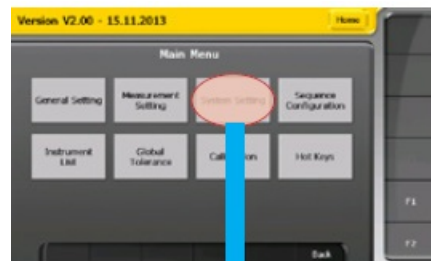 Version V2.00 - 15.11.2013
Home
Main Menu
General Setting
Measurement
Setting
System Setting
Sequence
Configuration
Instrument
List
Global
Tolerance
Hot Keys
Back
F1
F2